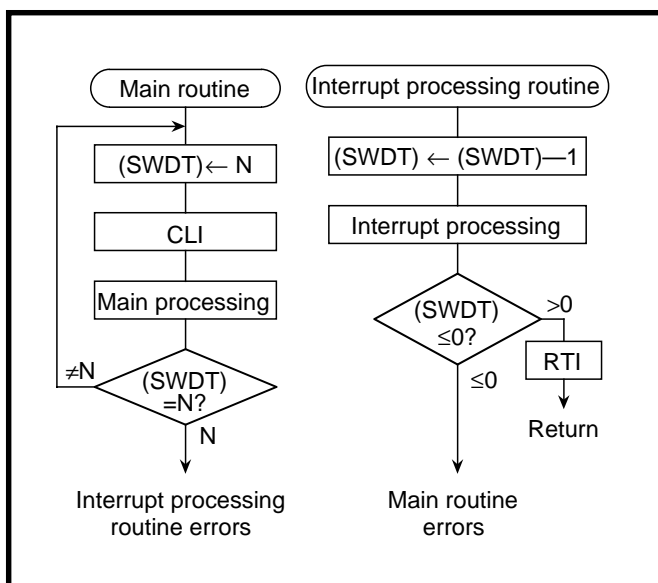 Main routine
(SWDT)← N
CLI
Main processing
≠N
(SWDT)
=N?
N
Interrupt processing
routine errors
Interrupt processing routine
(SWDT) ← (SWDT)—1
Interrupt processing
(SWDT)
≤0?
>0
≤0
RTI
Return
Main routine
errors